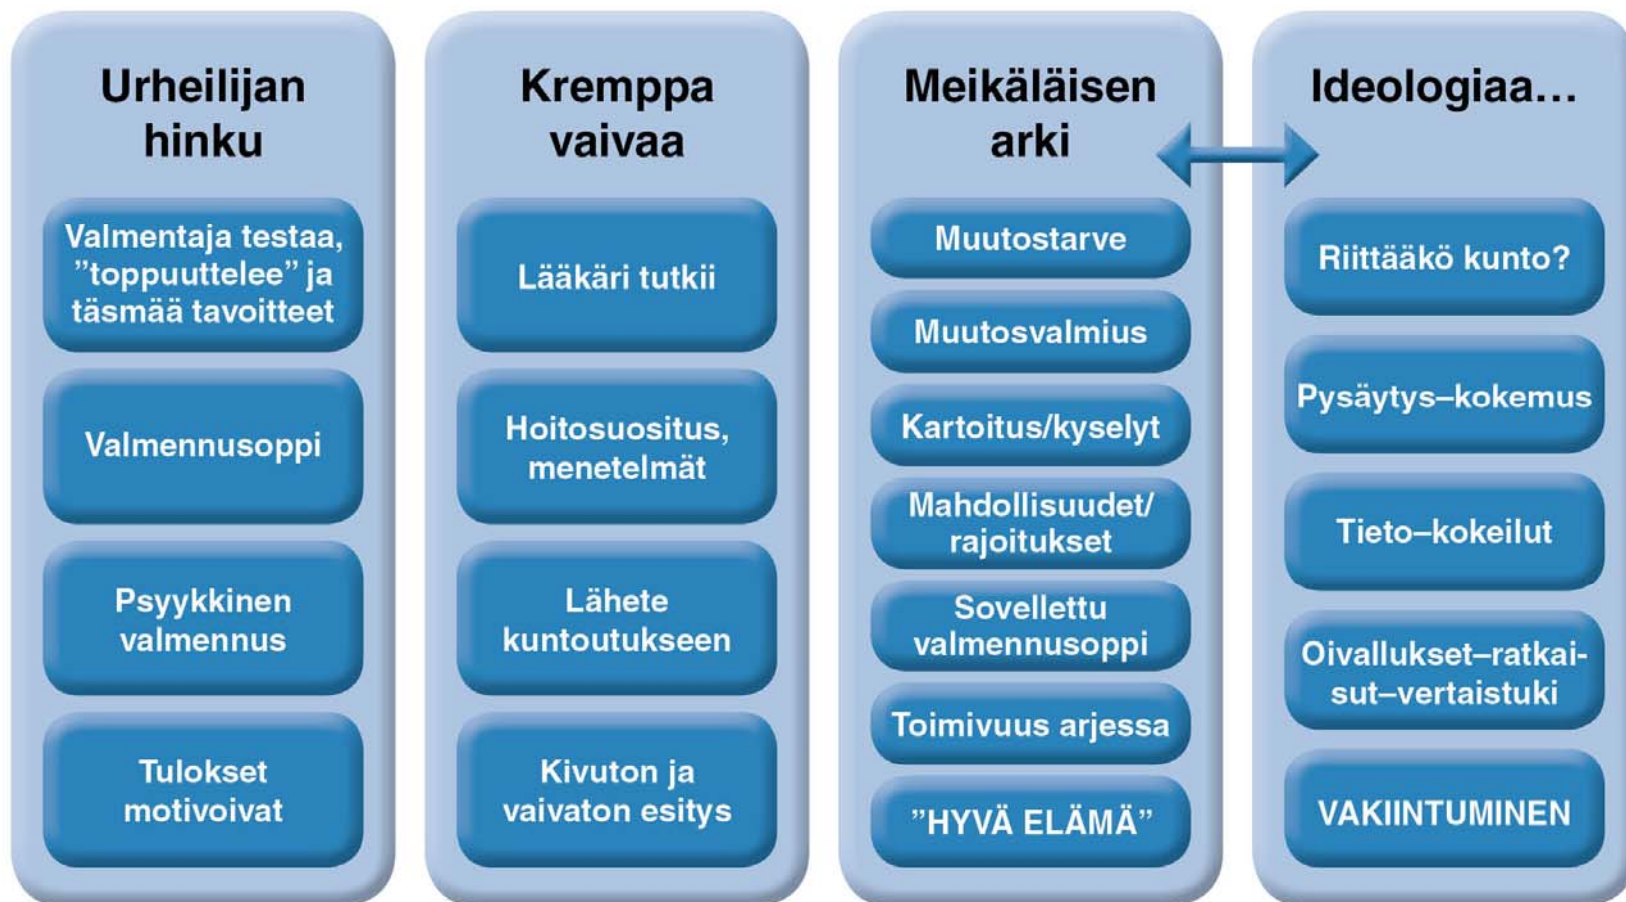 Urheilijan
hinku
Valmentaja testaa,
”toppuuttelee” ja
täsmää tavoitteet
Valmennusoppi
Psyykkinen
valmennus
Tulokset
motivoivat
Kremppa
vaivaa
Lääkäri tutkii
Hoitosuositus,
menetelmät
Lähete
kuntoutukseen
Kivuton ja
vaivaton esitys
Meikäläisen
arki
Muutostarve
Muutosvalmius
Kartoitus/kyselyt
Mahdollisuudet/
rajoitukset
Sovellettu
valmennusoppi
Toimivuus arjessa
”HYVÄ ELÄMÄ”
Ideologiaa…
Riittääkö kunto?
Pysäytys–kokemus
Tieto–kokeilut
Oivallukset–ratkai-
sut–vertaistuki
VAKIINTUMINEN